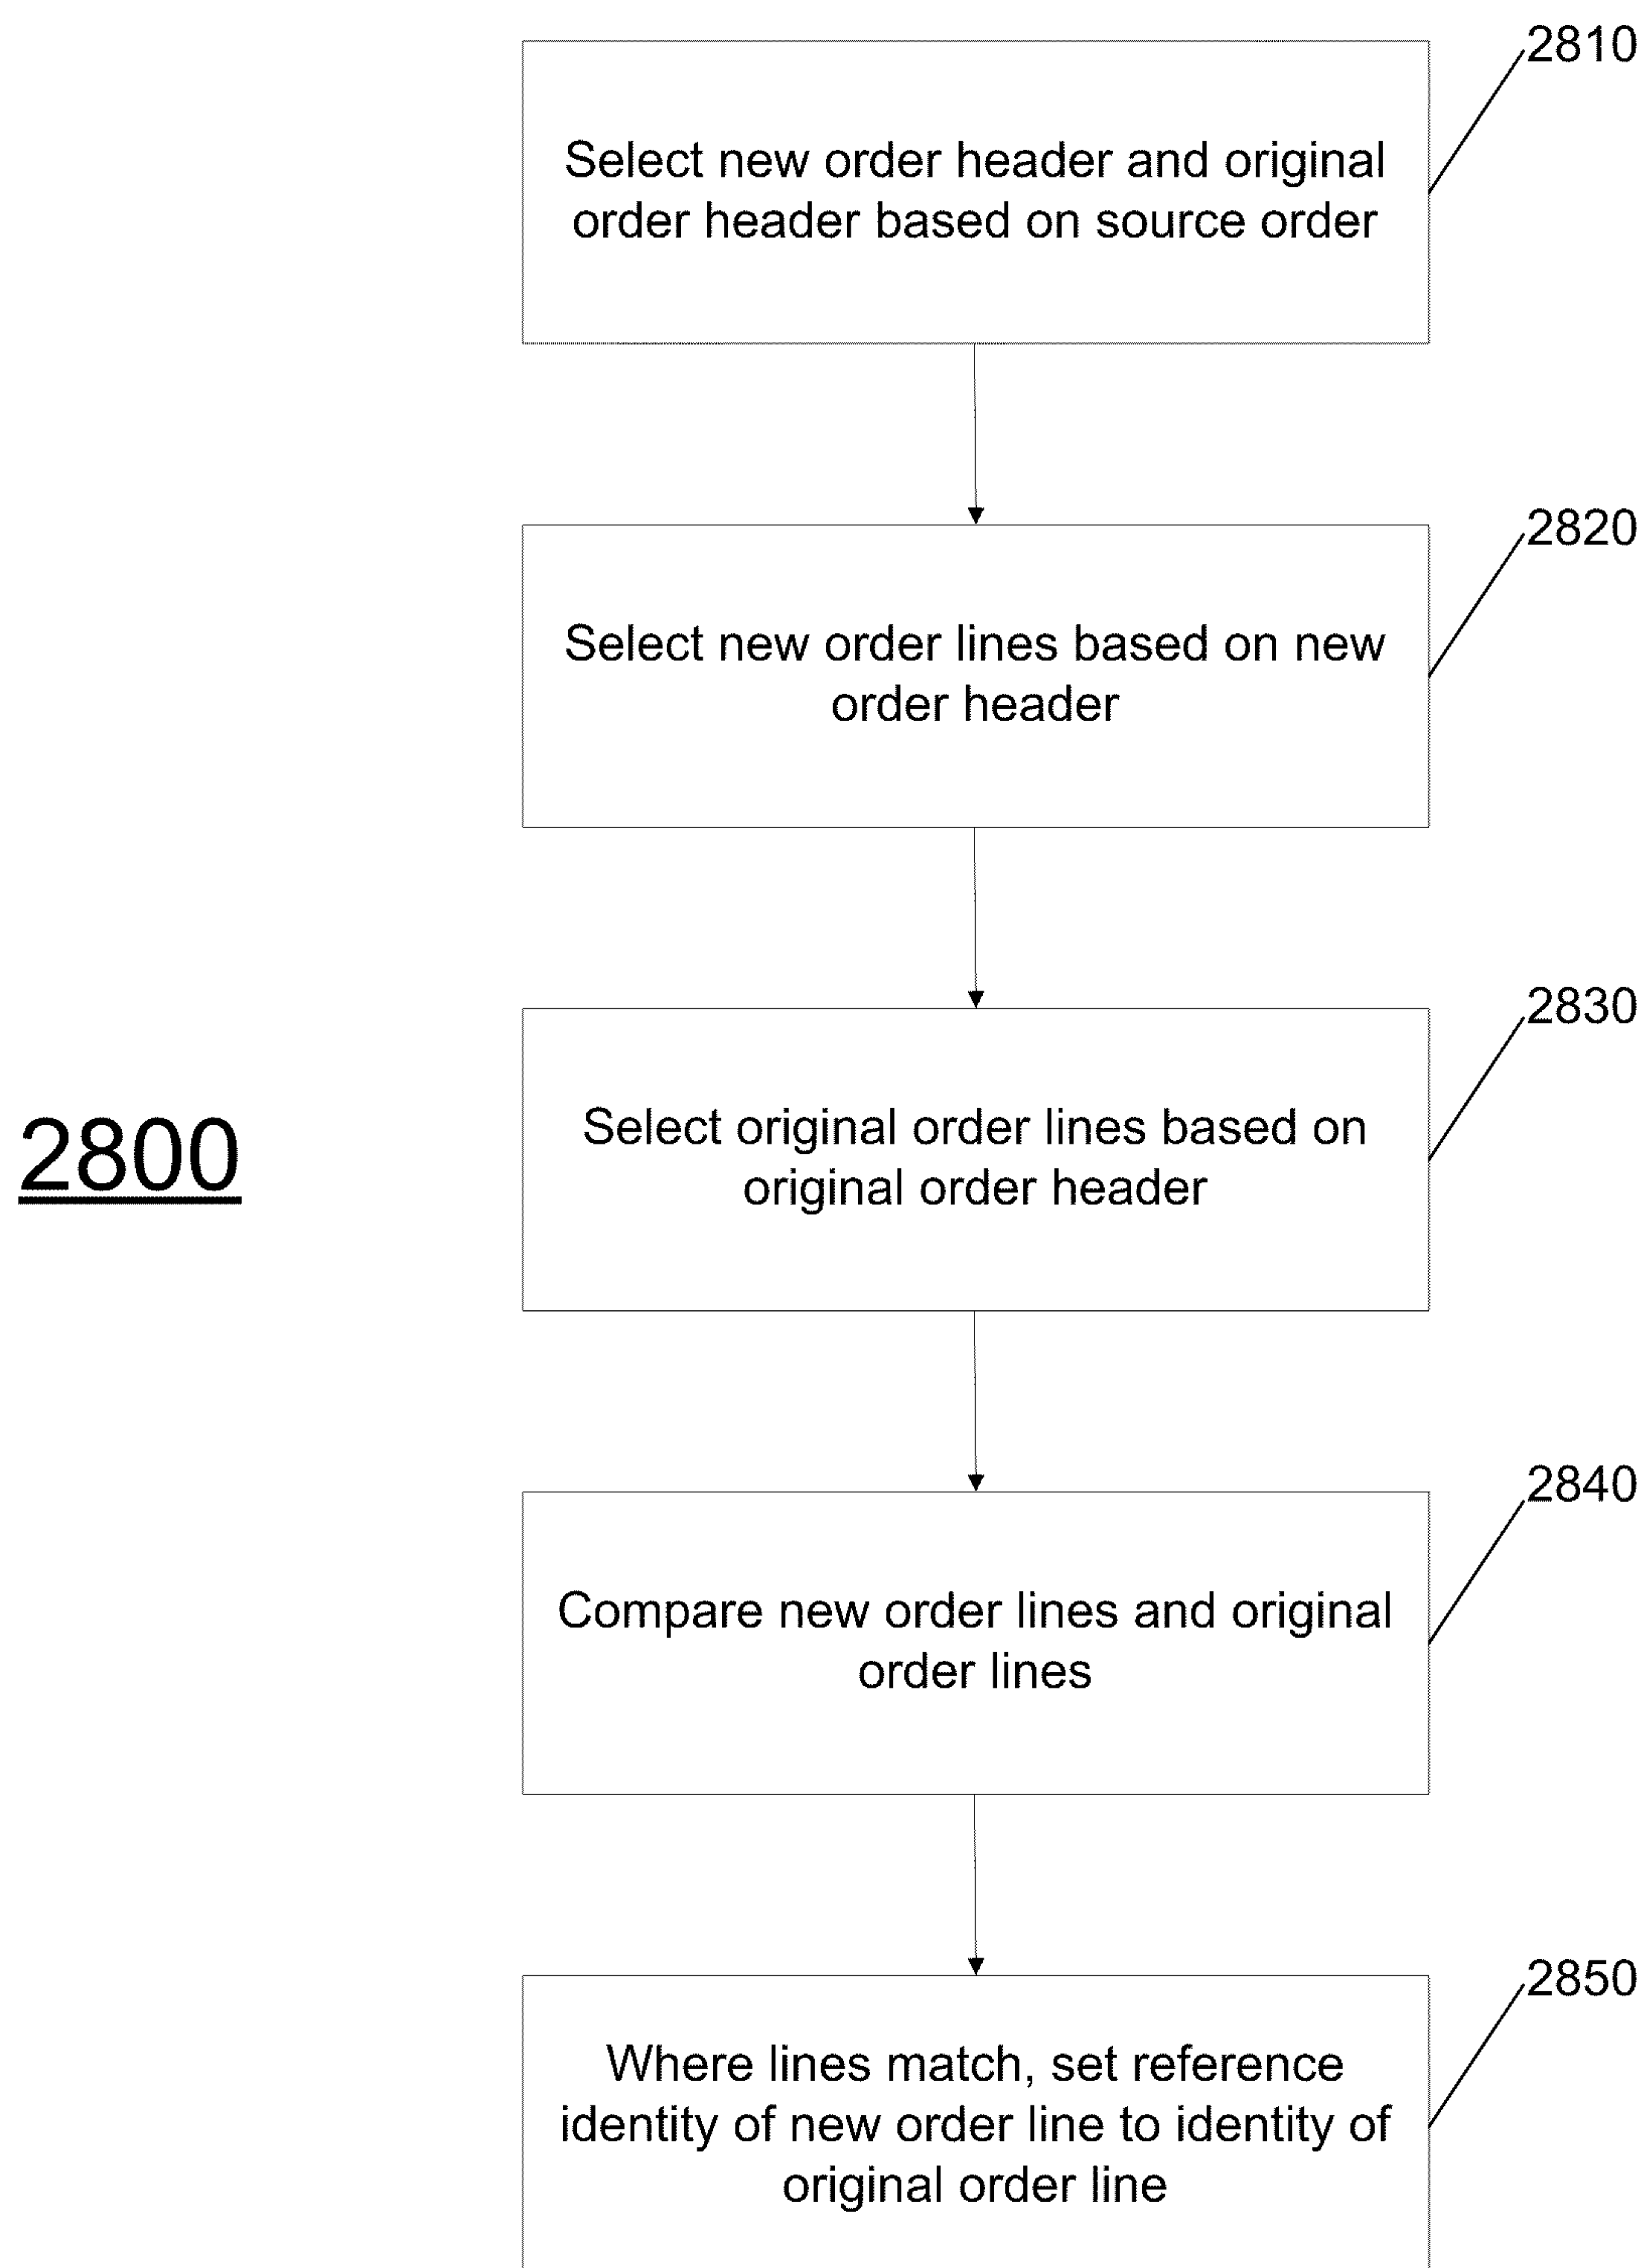 2810
Select new order header and original
order header based on source order
2820
Select new order lines based on new
order header
2830
Select original order lines based on
original order header
2800
2840
Compare new order lines and original
order lines
2850
Where lines match, set reference
identity of new order line to identity of
original order line